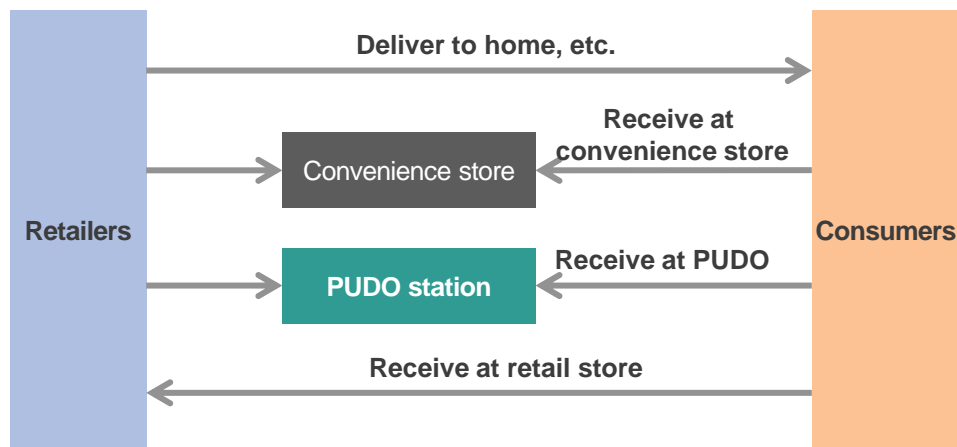 Deliver to home, etc.
Receive at
convenience store
Convenience store
Retailers
Consumers
Receive at PUDO
PUDO station
Receive at retail store